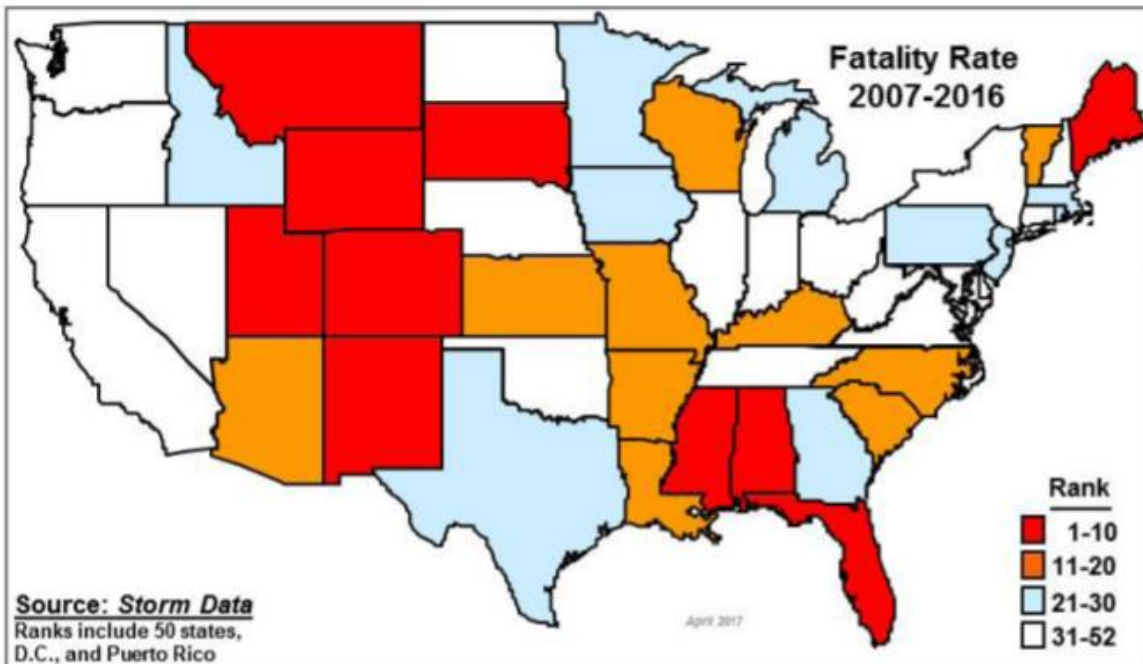 Fatality Rate
2007-2016
Rank
1-10
11-20
21-30
31-52
Source: Storm Data
Ranks include 50 states,
D.C., and Puerto Rico
April 2017